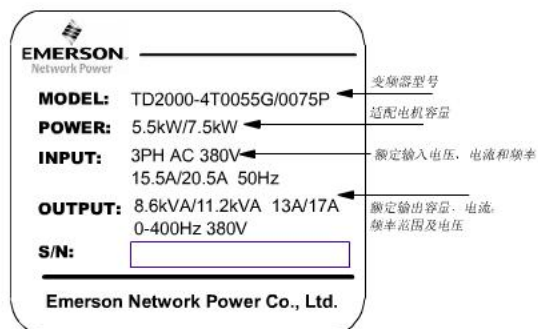 EMERSON
Network Power
MODEL: TD2000-4T0055G/0075P
变频器型号
POWER: 5.5kW/7.5kW
适配电机容量
INPUT: 3PH AC 380V
额定输入电压、电流和频率
15.5A/20.5A 50Hz
OUTPUT: 8.6kVA/11.2kVA 13A/17A
额定输出容量、电流、
0-400Hz 380V
频率范围及电压
S/N:
Emerson Network Power Co., Ltd.